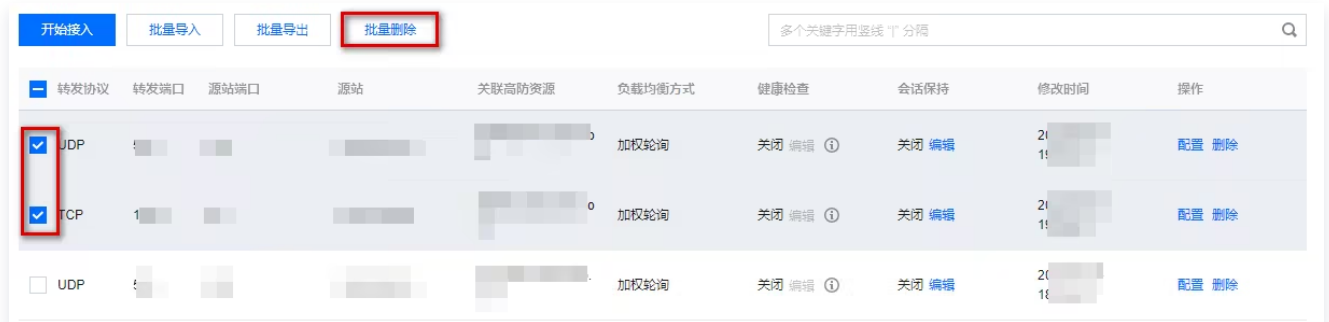 开始接入 批量导入 批量导出 批量删除 多个关键字用竖线 "|" 分隔
转发协议 转发端口 源站端口 源站 关联高防资源 负载均衡方式 健康检查 会话保持 修改时间 操作
UDP 加权轮询 关闭 编辑 关闭 编辑 配置 删除
TCP 加权轮询 关闭 编辑 关闭 编辑 配置 删除
UDP 加权轮询 关闭 编辑 关闭 编辑 配置 删除